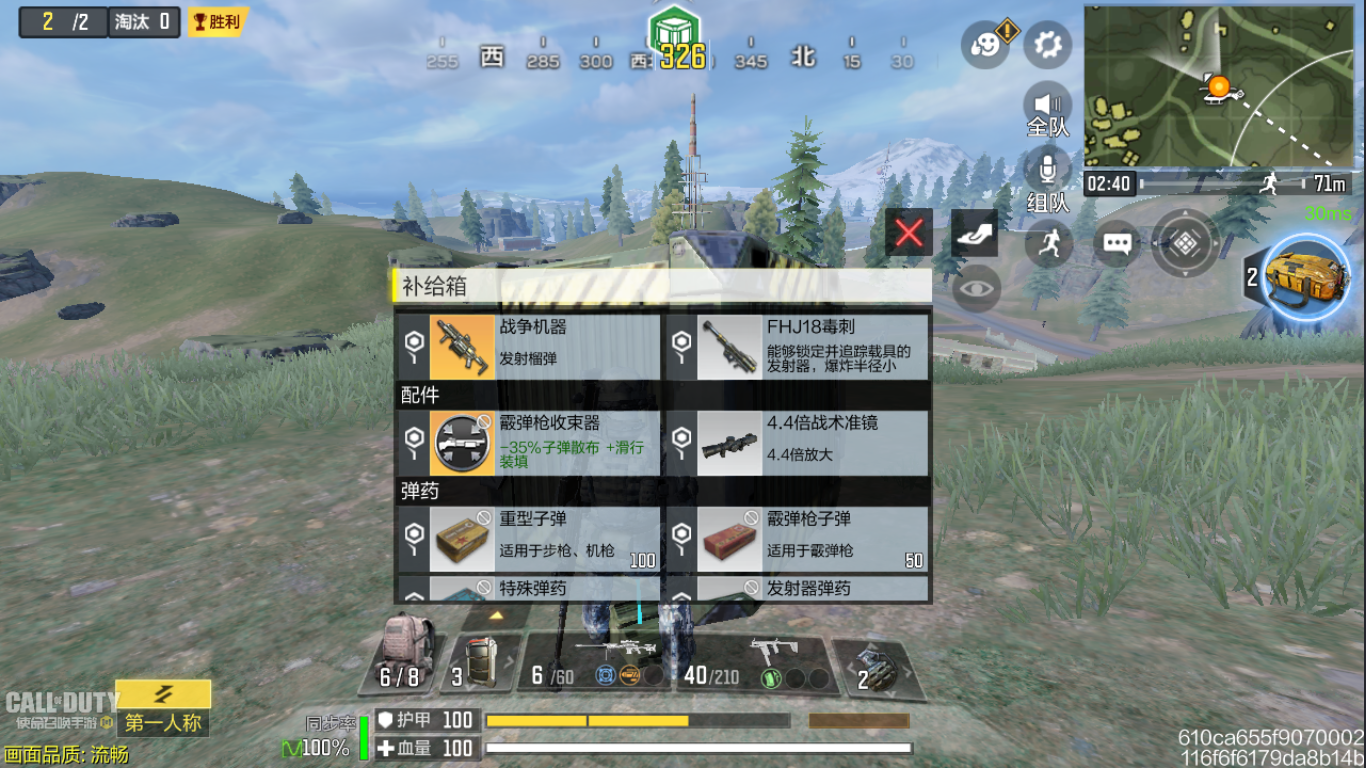 2 /2 淘汰 0 胜利
255 西 285 300 西 326 345 北 15 30
全队
组队
02:40 71m
30ms
2
补给箱
战争机器
发射榴弹
FHJ18毒刺
能够锁定并追踪载具的
发射器，爆炸半径小
配件
霰弹枪收束器
-35%子弹散布 +滑行
装填
4.4倍战术准镜
4.4倍放大
弹药
重型子弹
适用于步枪、机枪
100
霰弹枪子弹
适用于霰弹枪
50
特殊弹药
发射器弹药
6/8
3
6 /60
40/210
2
CALL OF DUTY
使命召唤手游
第一人称
画面品质: 流畅
同步率
100%
护甲 100
血量 100
610ca655f9070002
116f6f6179da8b14b